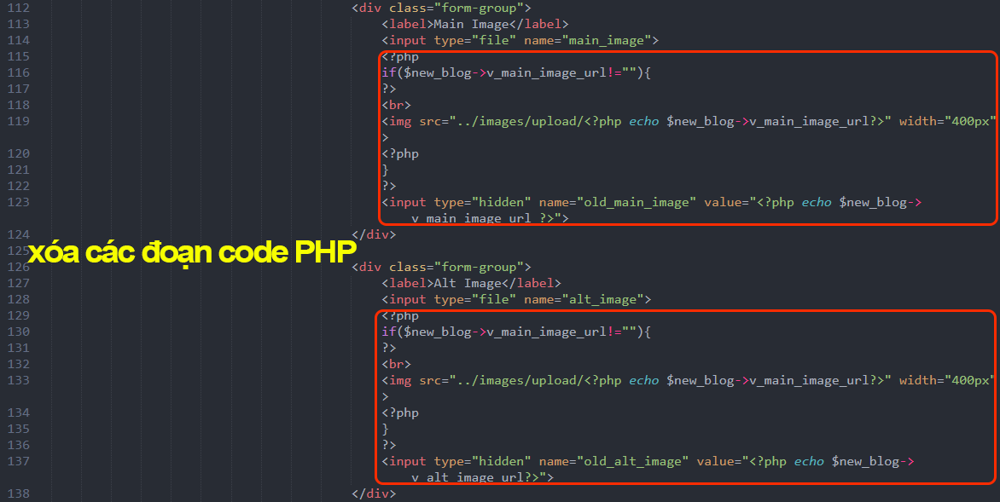 112 <div class="form-group">
113 <label>Main Image</label>
114 <input type="file" name="main_image">
115 <?php
116 if($new_blog->v_main_image_url!=""){
117 ?>
118 <br>
119 <img src="../images/upload/<?php echo $new_blog->v_main_image_url?>" width="400px"
>
120 <?php
121 }
122 ?>
123 <input type="hidden" name="old_main_image" value="<?php echo $new_blog->
v_main_image_url ?>">
124 </div>
125
xóa các đoạn code PHP
126 <div class="form-group">
127 <label>Alt Image</label>
128 <input type="file" name="alt_image">
129 <?php
130 if($new_blog->v_main_image_url!=""){
131 ?>
132 <br>
133 <img src="../images/upload/<?php echo $new_blog->v_main_image_url?>" width="400px"
>
134 <?php
135 }
136 ?>
137 <input type="hidden" name="old_alt_image" value="<?php echo $new_blog->
v_alt_image_url?>">
138 </div>